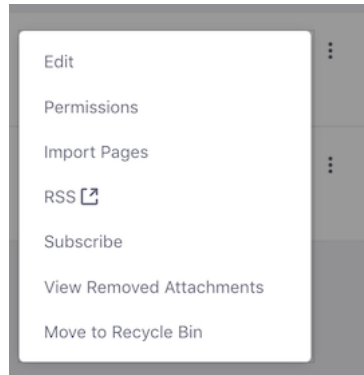 Edit
Permissions
Import Pages
RSS
Subscribe
View Removed Attachments
Move to Recycle Bin